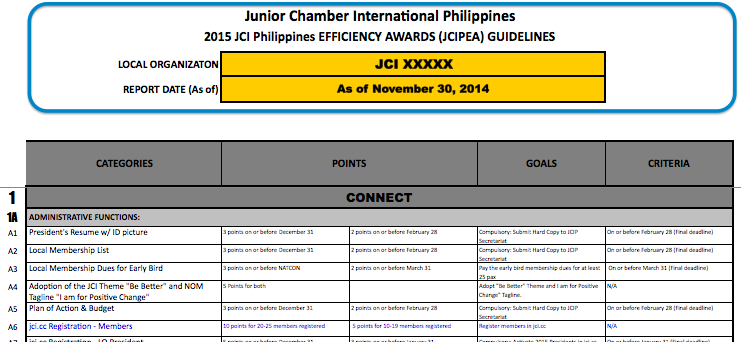 Junior Chamber International Philippines
2015 JCI Philippines EFFICIENCY AWARDS (JCIPEA) GUIDELINES
LOCAL ORGANIZATON JCI XXXXX
REPORT DATE (As of) As of November 30, 2014
CATEGORIES POINTS GOALS CRITERIA
1 CONNECT
1A ADMINISTRATIVE FUNCTIONS:
A1 President's Resume w/ ID picture 3 points on or before December 31 2 points on or before February 28 Compulsory: Submit Hard Copy to JCIP On or before February 28 (Final deadline)
Secretariat
A2 Local Membership List 3 points on or before December 31 2 points on or before February 28 Compulsory: Submit Hard Copy to JCIP On or before February 28 (Final deadline)
Secretariat
A3 Local Membership Dues for Early Bird 3 points on or before NATCON 2 points on or before March 31 Pay the early bird membership dues for at least On or before March 31 (Final deadline)
25 pax
A4 Adoption of the JCI Theme "Be Better" and NOM 5 Points for both Adopt "Be Better" Theme and I am for Positive N/A
Tagline "I am for Positive Change" Change" Tagline.
A5 Plan of Action & Budget 3 points on or before December 31 2 points on or before February 28 Compulsory: Submit Hard Copy to JCIP On or before February 28 (Final deadline)
Secretariat
A6 jci.cc Registration - Members 10 points for 20-25 members registered 5 points for 10-19 members registered Register members in jci.cc N/A